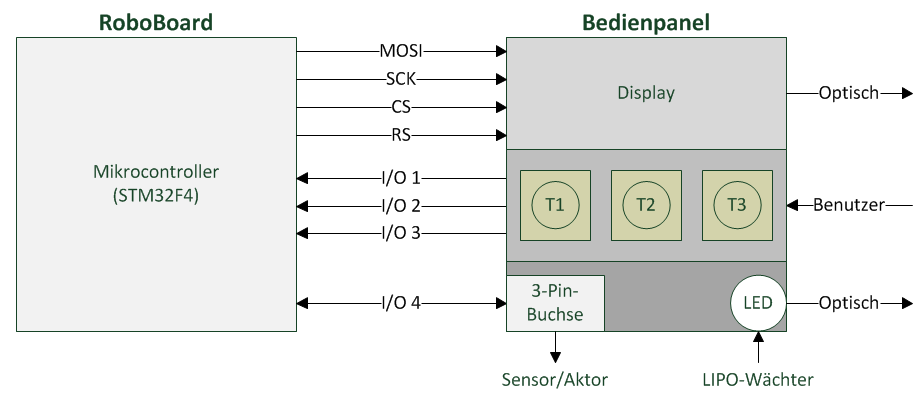 RoboBoard
Bedienpanel
MOSI
SCK
CS
RS
Display
Optisch
Mikrocontroller
(STM32F4)
I/O 1
I/O 2
I/O 3
T1
T2
T3
Benutzer
I/O 4
3-Pin-
Buchse
LED
Optisch
Sensor/Aktor
LIPO-Wächter